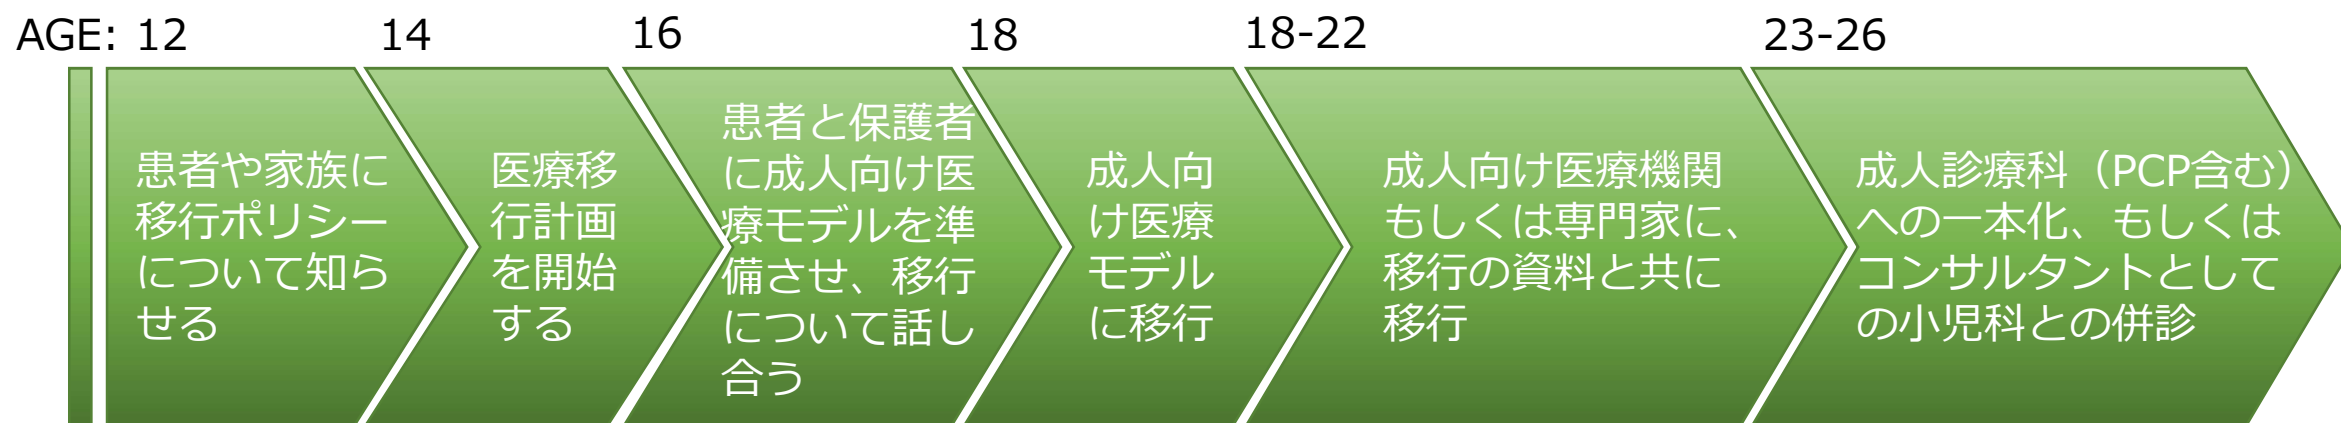 AGE: 12 14 16 18 18-22 23-26
患者や家族に
移行ポリシー
について知ら
せる
医療移
行計画
を開始
する
患者と保護者
に成人向け医
療モデルを準
備させ、移行
について話し
合う
成人向
け医療
モデル
に移行
成人向け医療機関
もしくは専門家に、
移行の資料と共に
移行
成人診療科（PCP含む）
への一本化、もしくは
コンサルタントとして
の小児科との併診